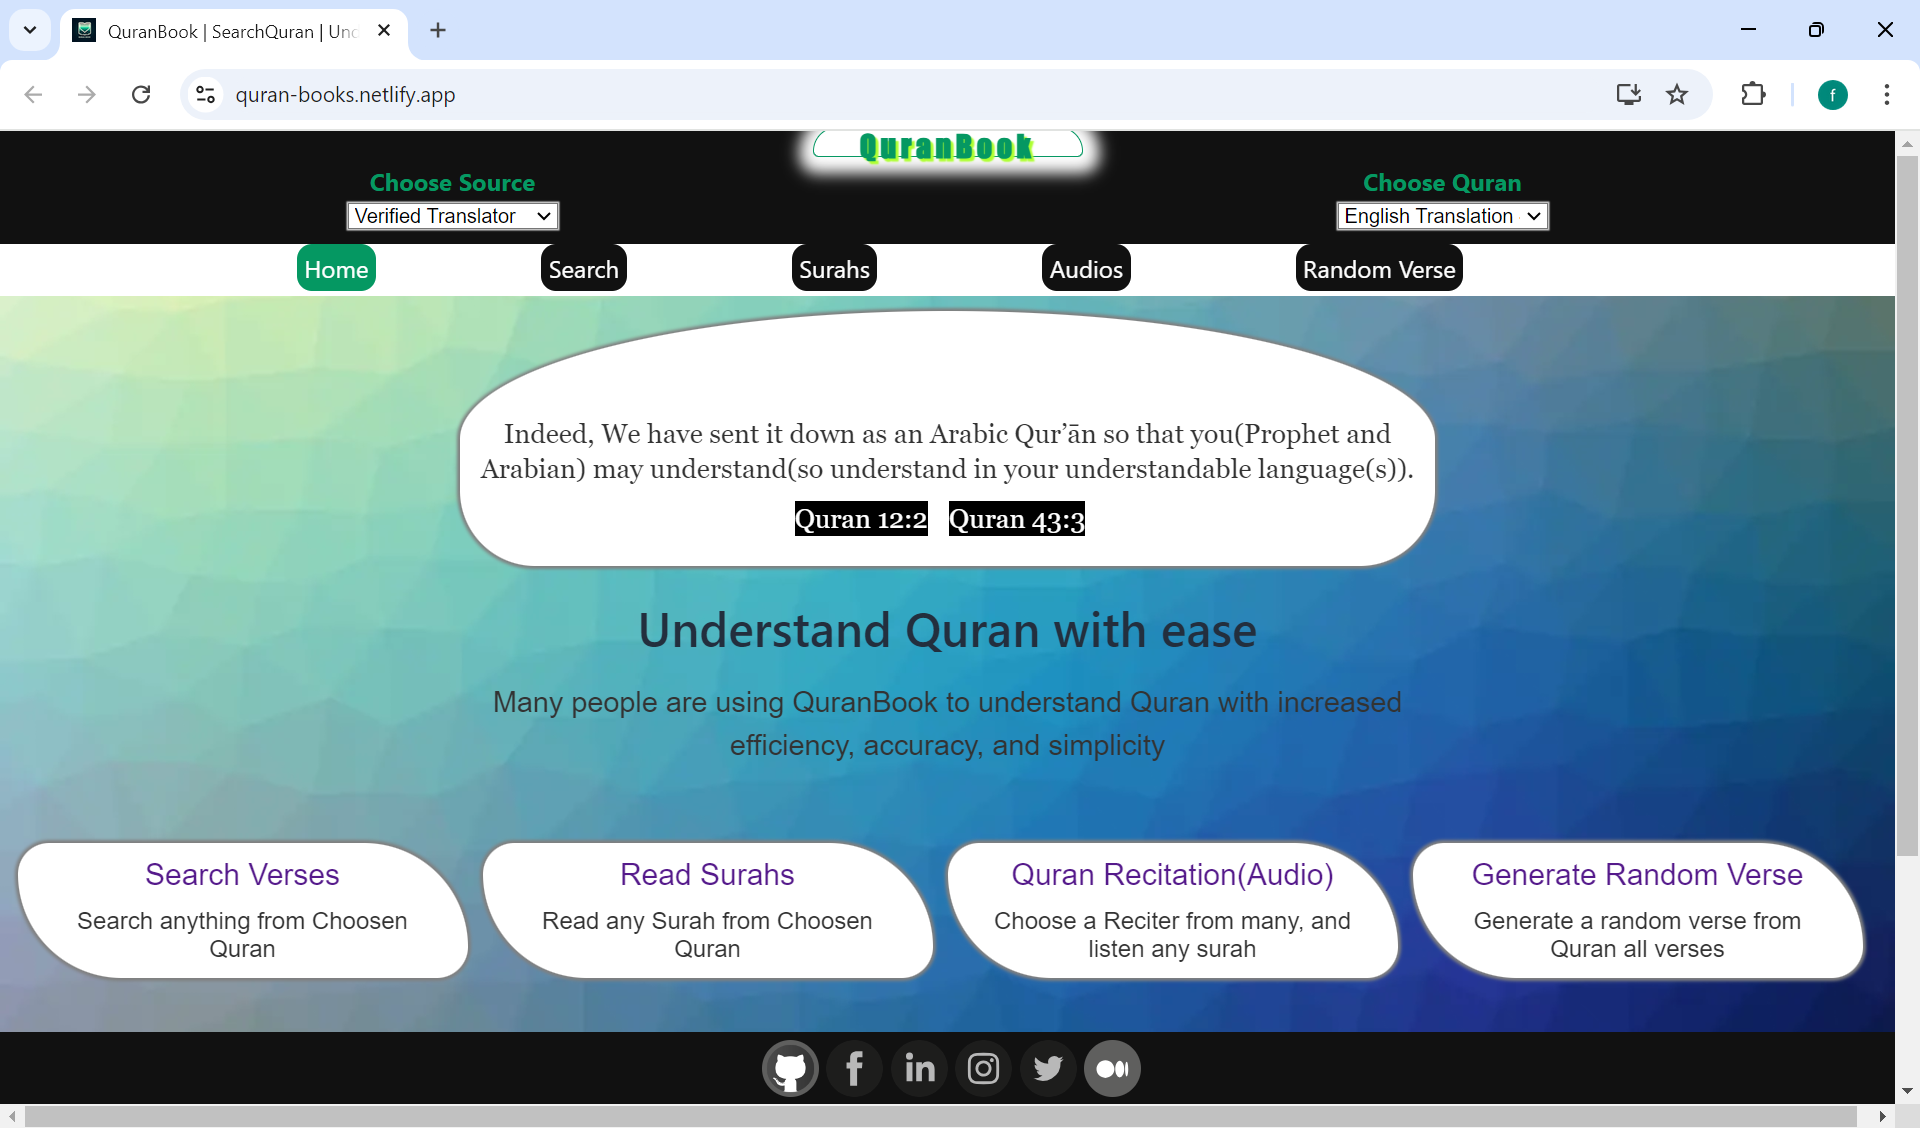 QuranBook | SearchQuran | Und
quran-books.netlify.app
f
QuranBook
Choose Source
Choose Quran
Verified Translator
English Translation
Home
Search
Surahs
Audios
Random Verse
Indeed, We have sent it down as an Arabic Qur’ān so that you(Prophet and
Arabian) may understand(so understand in your understandable language(s)).
Quran 12:2 Quran 43:3
Understand Quran with ease
Many people are using QuranBook to understand Quran with increased
efficiency, accuracy, and simplicity
Search Verses
Search anything from Choosen
Quran
Read Surahs
Read any Surah from Choosen
Quran
Quran Recitation(Audio)
Choose a Reciter from many, and
listen any surah
Generate Random Verse
Generate a random verse from
Quran all verses